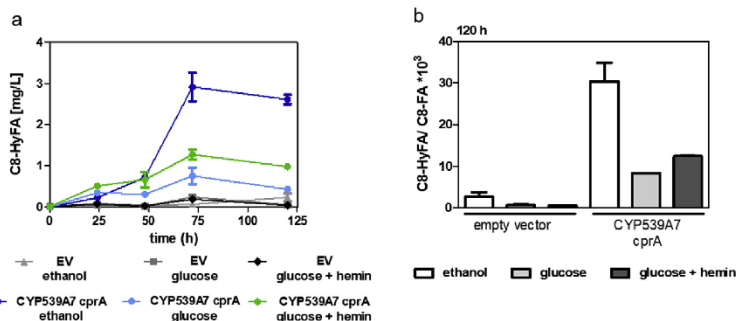 a
C8-HyFA [mg/L]
4
3
2
1
0
0 25 50 75 100 125
time (h)
EV ethanol
EV glucose
EV glucose + hemin
CYP539A7 cprA ethanol
CYP539A7 cprA glucose
CYP539A7 cprA glucose + hemin
b
120 h
C8-HyFA/ C8-FA *10³
40
30
20
10
0
empty vector
CYP539A7
cprA
ethanol glucose glucose + hemin